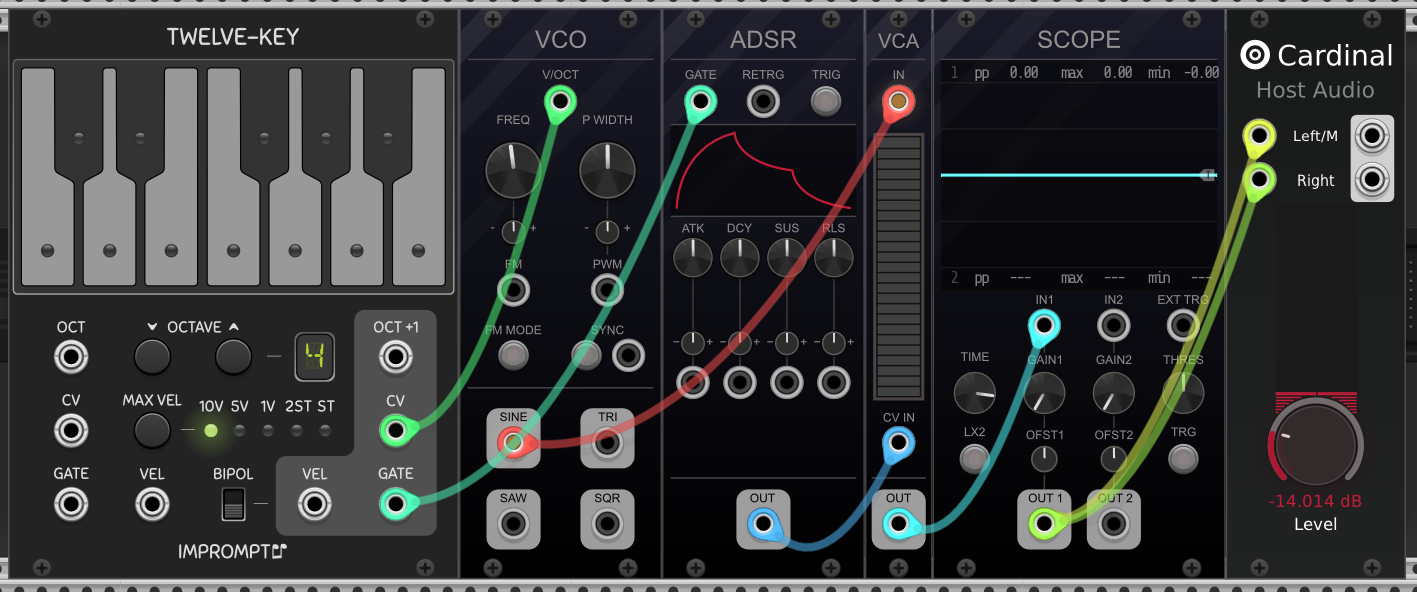 TWELVE-KEY
OCT
OCTAVE
4
OCT +1
CV
MAX VEL
10V 5V 1V 2ST ST
CV
GATE
VEL
BIPOL
VEL
GATE
IMPROMPTU
VCO
V/OCT
FREQ
P WIDTH
- +
- +
FM
PWM
FM MODE
SYNC
SINE
TRI
SAW
SQR
ADSR
GATE
RETRG
TRIG
ATK
DCY
SUS
RLS
- +
- +
- +
- +
OUT
VCA
IN
CV IN
OUT
SCOPE
1 pp 0.00 max 0.00 min -0.00
2 pp --- max --- min ---
IN1
IN2
EXT TRG
TIME
GAIN1
GAIN2
THRES
LX2
OFST1
OFST2
TRG
OUT 1
OUT 2
Cardinal
Host Audio
Left/M
Right
-14.014 dB
Level